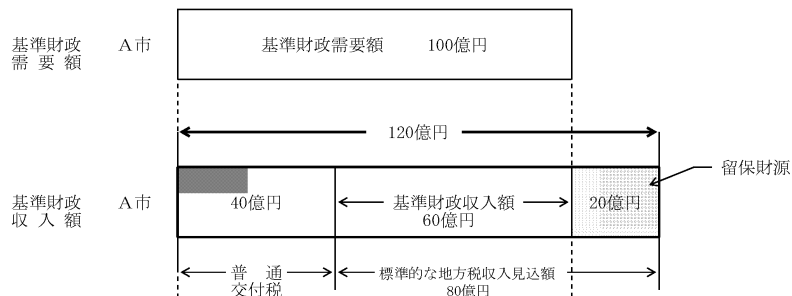 基準財政
需 要 額
A市
基準財政需要額 100億円
120億円
留保財源
基準財政
収 入 額
A市
40億円
基準財政収入額
60億円
20億円
普 通
交付税
標準的な地方税収入見込額
80億円